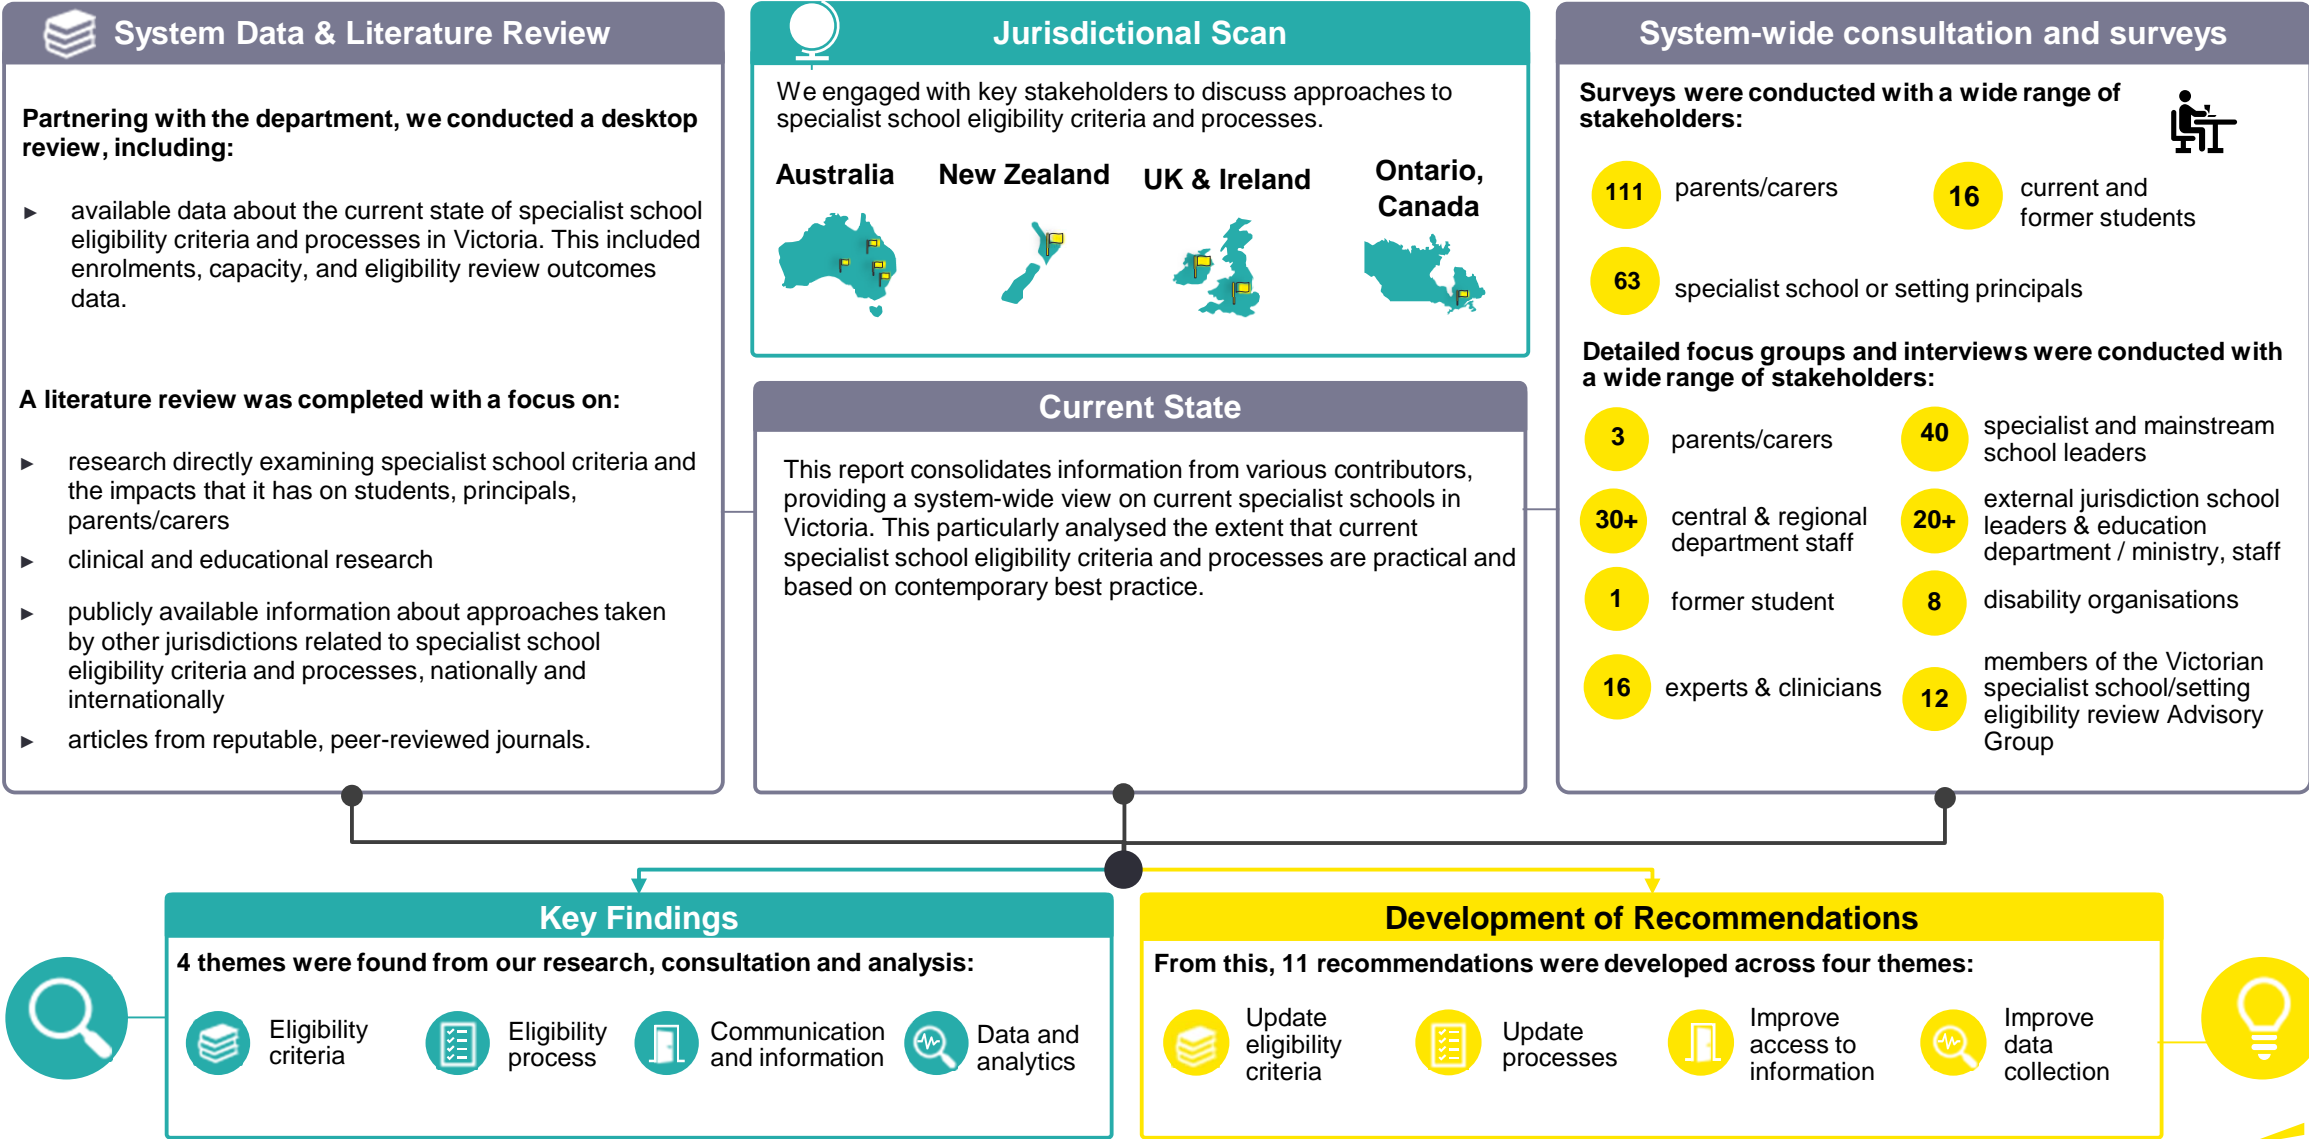 System Data & Literature Review
Partnering with the department, we conducted a desktop
review, including:
► available data about the current state of specialist school
eligibility criteria and processes in Victoria. This included
enrolments, capacity, and eligibility review outcomes
data.
A literature review was completed with a focus on:
► research directly examining specialist school criteria and
the impacts that it has on students, principals,
parents/carers
► clinical and educational research
► publicly available information about approaches taken
by other jurisdictions related to specialist school
eligibility criteria and processes, nationally and
internationally
► articles from reputable, peer-reviewed journals.
Jurisdictional Scan
We engaged with key stakeholders to discuss approaches to
specialist school eligibility criteria and processes.
Australia
New Zealand
UK & Ireland
Ontario,
Canada
Current State
This report consolidates information from various contributors,
providing a system-wide view on current specialist schools in
Victoria. This particularly analysed the extent that current
specialist school eligibility criteria and processes are practical and
based on contemporary best practice.
System-wide consultation and surveys
Surveys were conducted with a wide range of
stakeholders:
111 parents/carers
16 current and
former students
63 specialist school or setting principals
Detailed focus groups and interviews were conducted with
a wide range of stakeholders:
3 parents/carers
40 specialist and mainstream
school leaders
30+ central & regional
department staff
20+ external jurisdiction school
leaders & education
department / ministry, staff
1 former student
8 disability organisations
16 experts & clinicians
12 members of the Victorian
specialist school/setting
eligibility review Advisory
Group
Key Findings
4 themes were found from our research, consultation and analysis:
Eligibility
criteria
Eligibility
process
Communication
and information
Data and
analytics
Development of Recommendations
From this, 11 recommendations were developed across four themes:
Update
eligibility
criteria
Update
processes
Improve
access to
information
Improve
data
collection